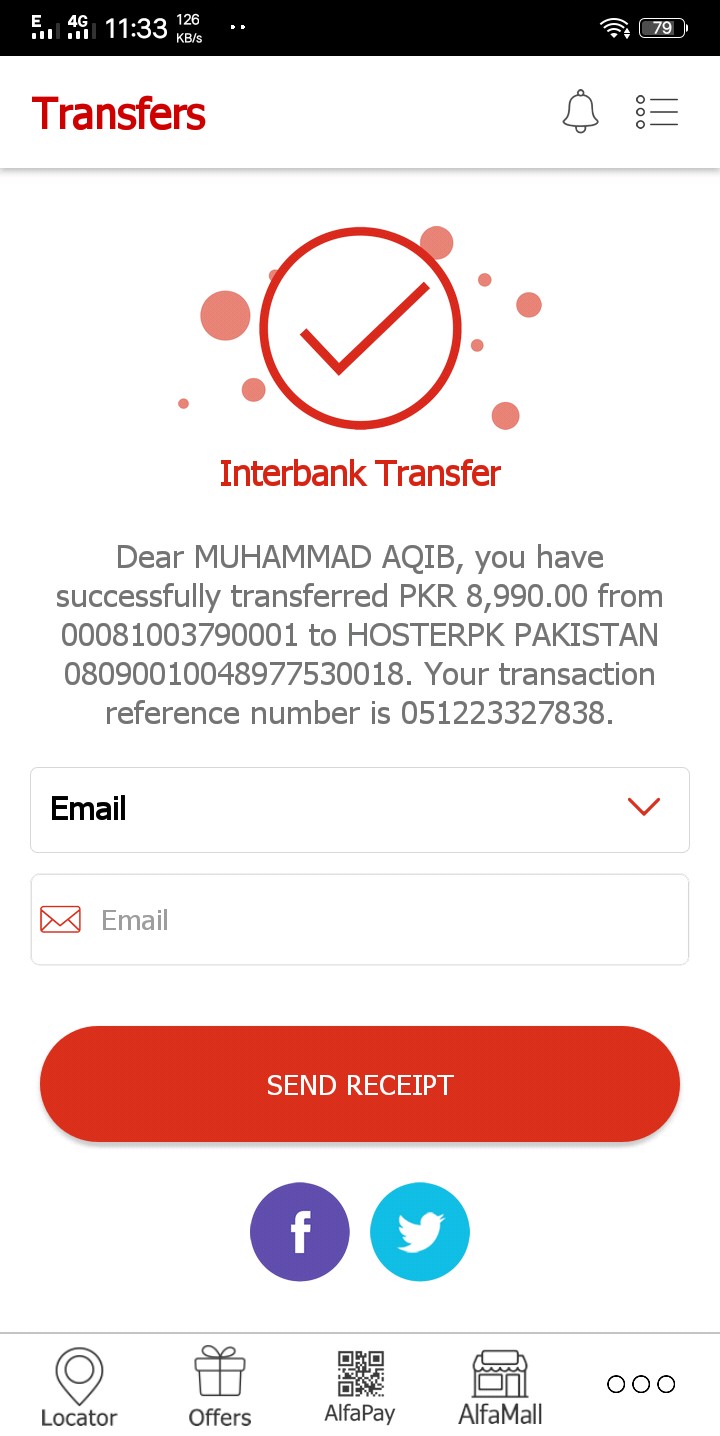 E 4G 11:33 126 KB/s 79
Transfers
Interbank Transfer
Dear MUHAMMAD AQIB, you have
successfully transferred PKR 8,990.00 from
00081003790001 to HOSTERPK PAKISTAN
08090010048977530018. Your transaction
reference number is 051223327838.
Email
Email
SEND RECEIPT
Locator Offers AlfaPay AlfaMall